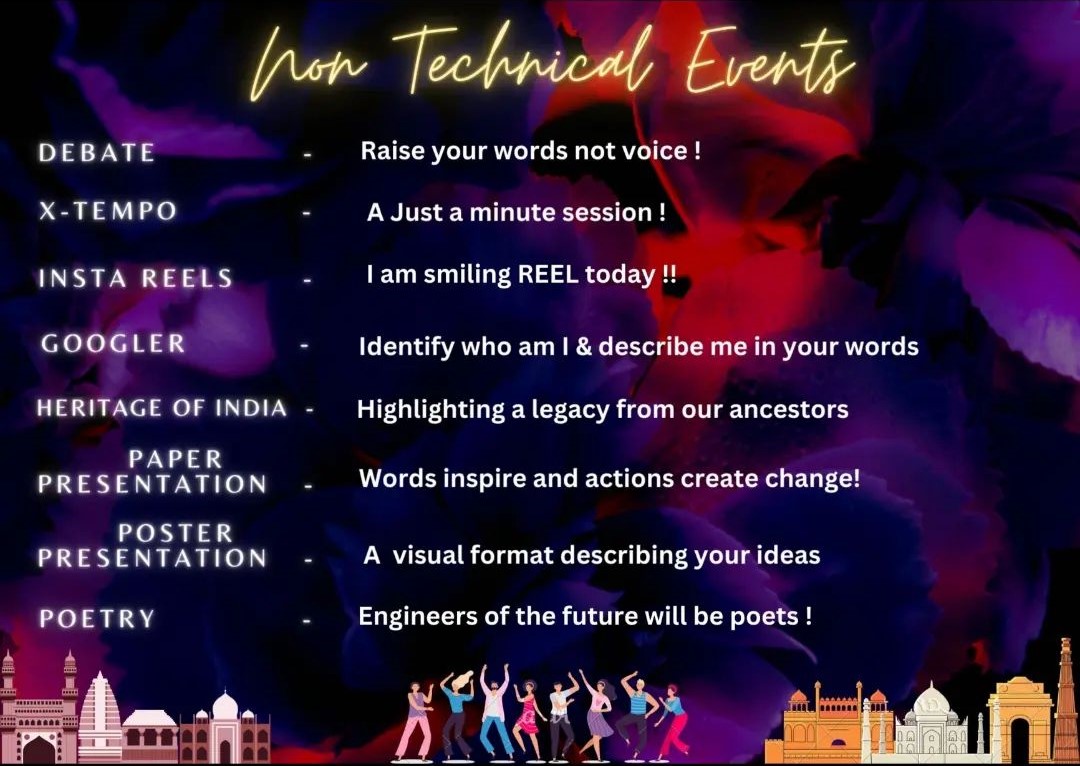 Non Technical Events
DEBATE - Raise your words not voice !
X-TEMPO - A Just a minute session !
INSTA REELS - I am smiling REEL today !!
GOOGLER - Identify who am I & describe me in your words
HERITAGE OF INDIA - Highlighting a legacy from our ancestors
PAPER
PRESENTATION - Words inspire and actions create change!
POSTER
PRESENTATION - A visual format describing your ideas
POETRY - Engineers of the future will be poets !